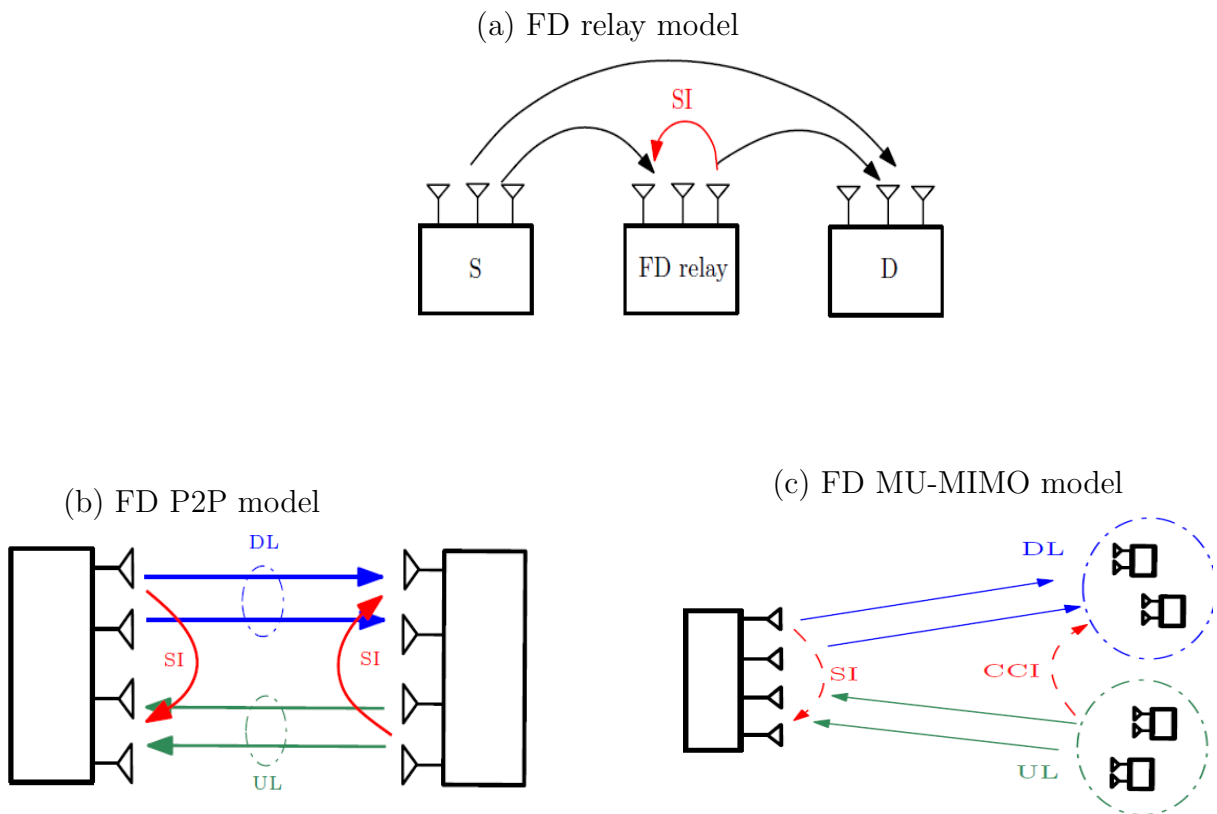 (a) FD relay model
SI
S
FD relay
D
(b) FD P2P model
DL
SI
SI
UL
(c) FD MU-MIMO model
DL
SI
CCI
UL